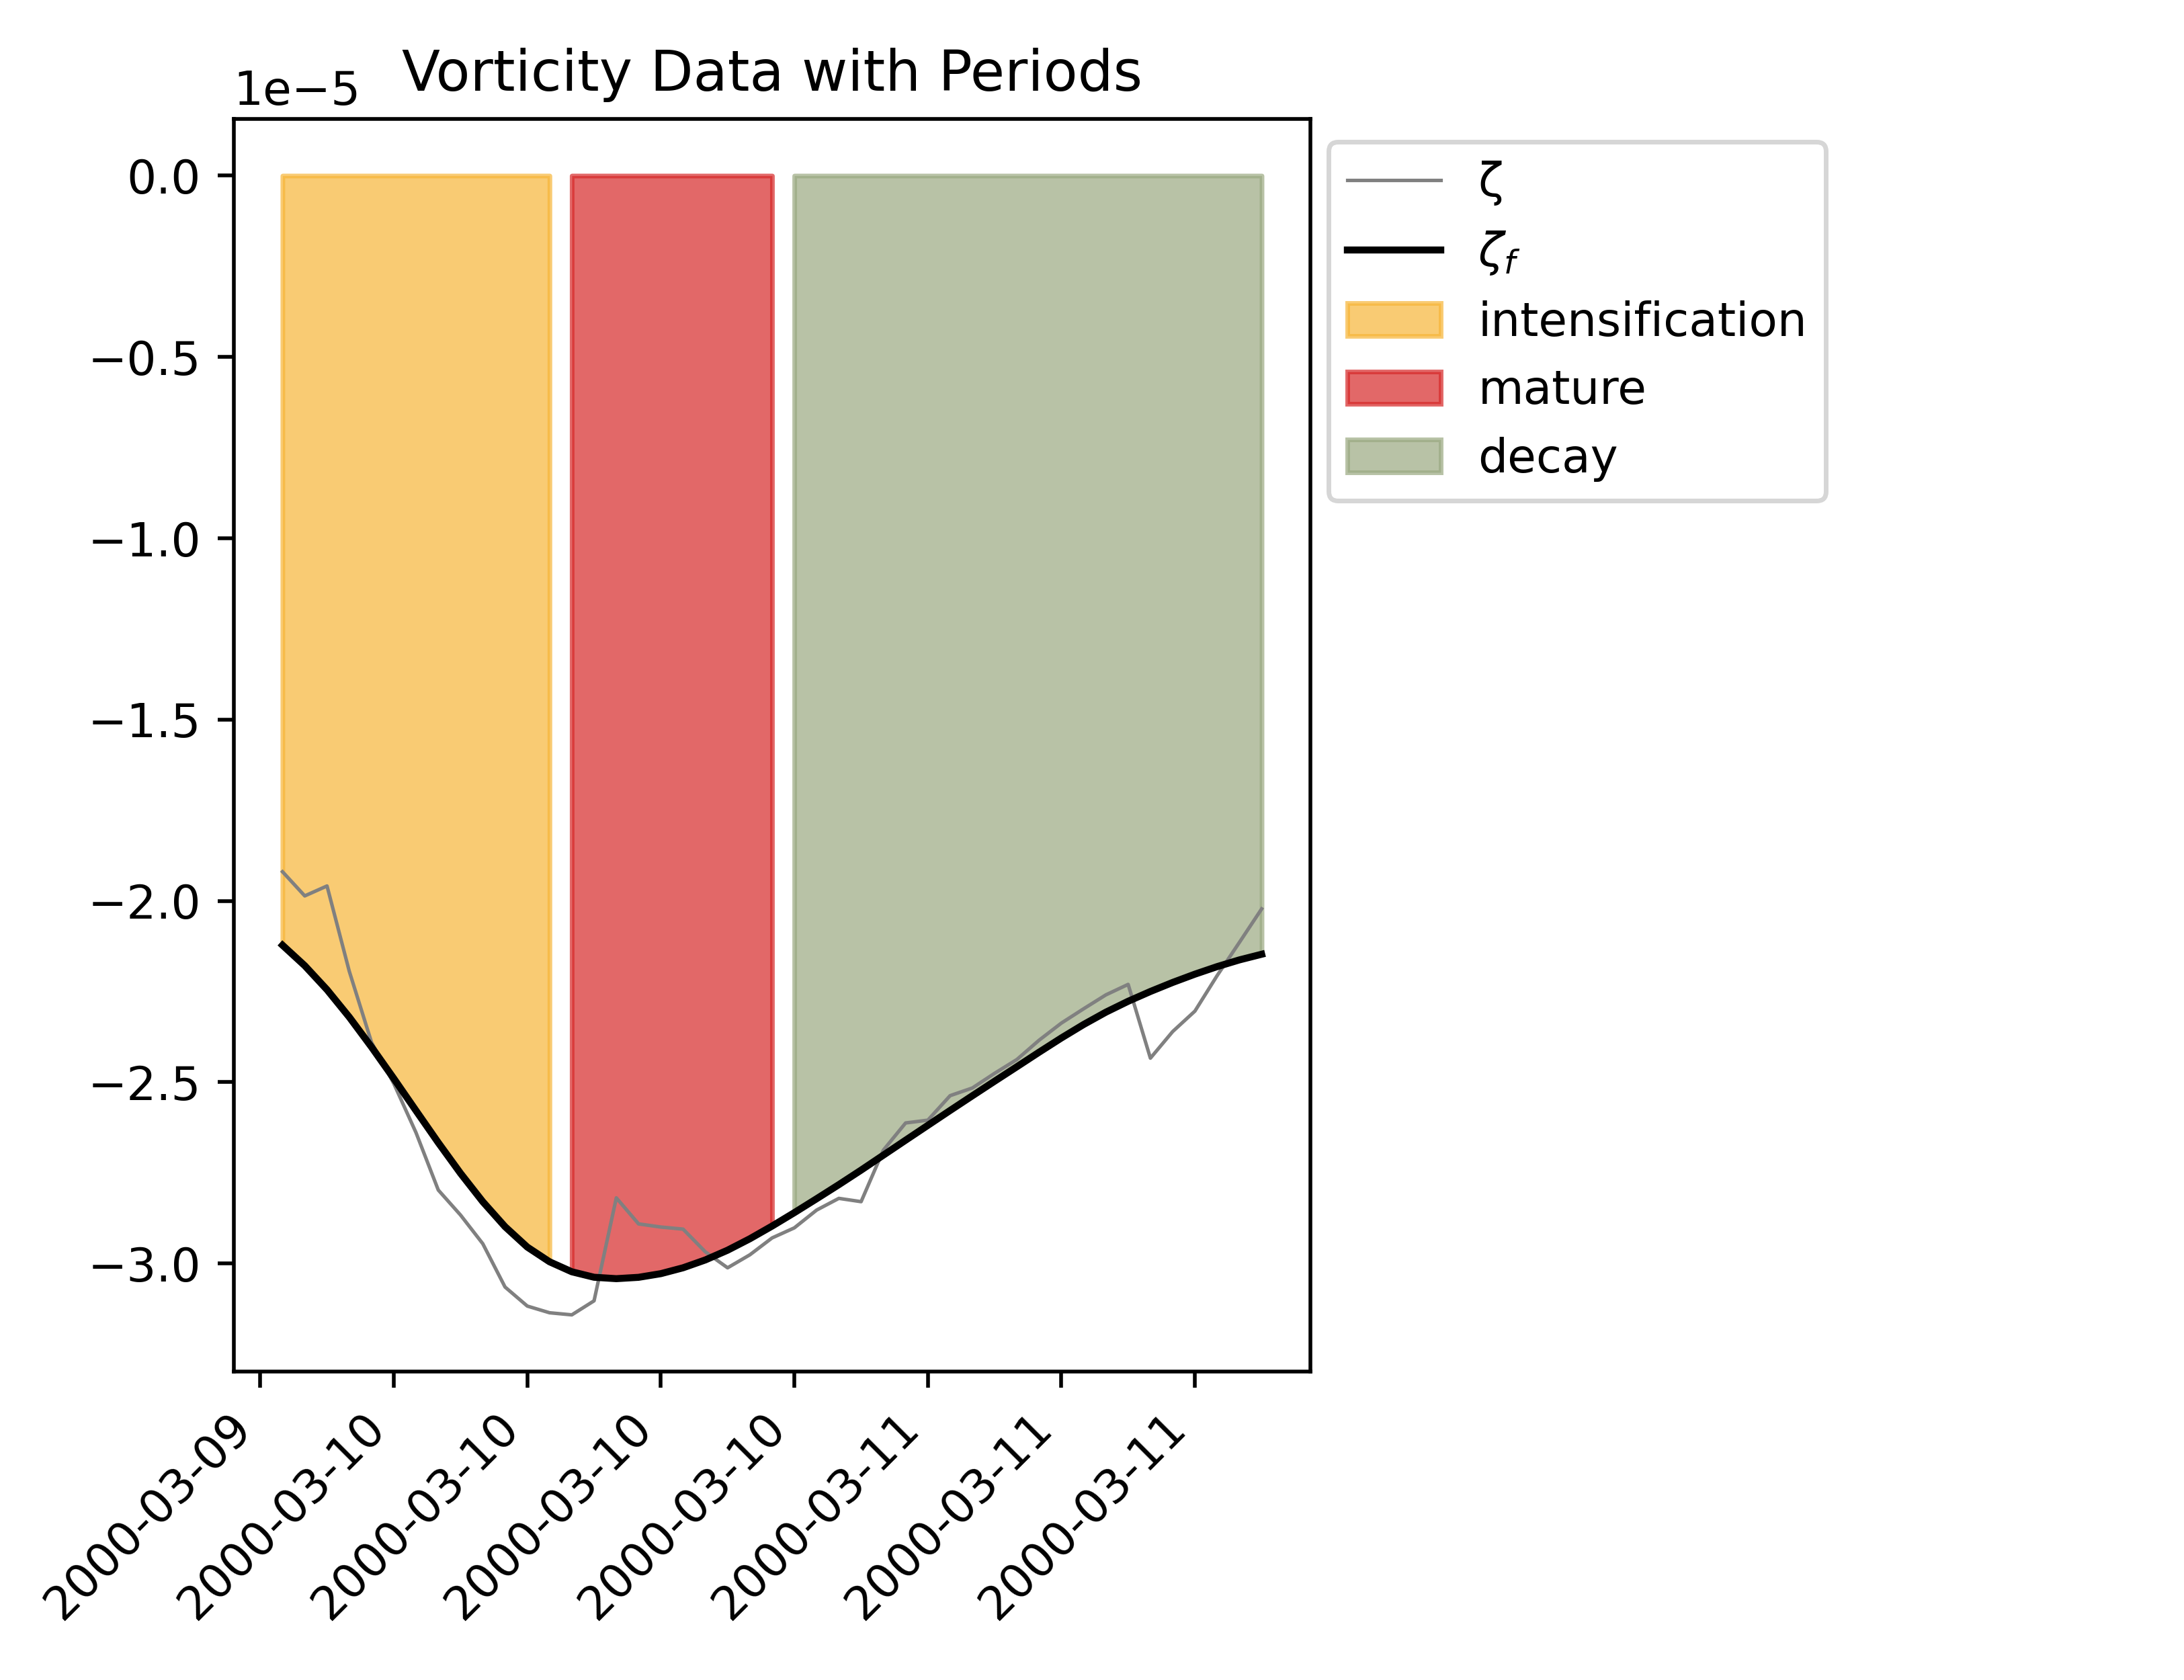 Vorticity Data with Periods
1e−5
0.0
−0.5
−1.0
−1.5
−2.0
−2.5
−3.0
2000-03-09
2000-03-10
2000-03-10
2000-03-10
2000-03-10
2000-03-11
2000-03-11
2000-03-11
ζ
ζf
intensification
mature
decay